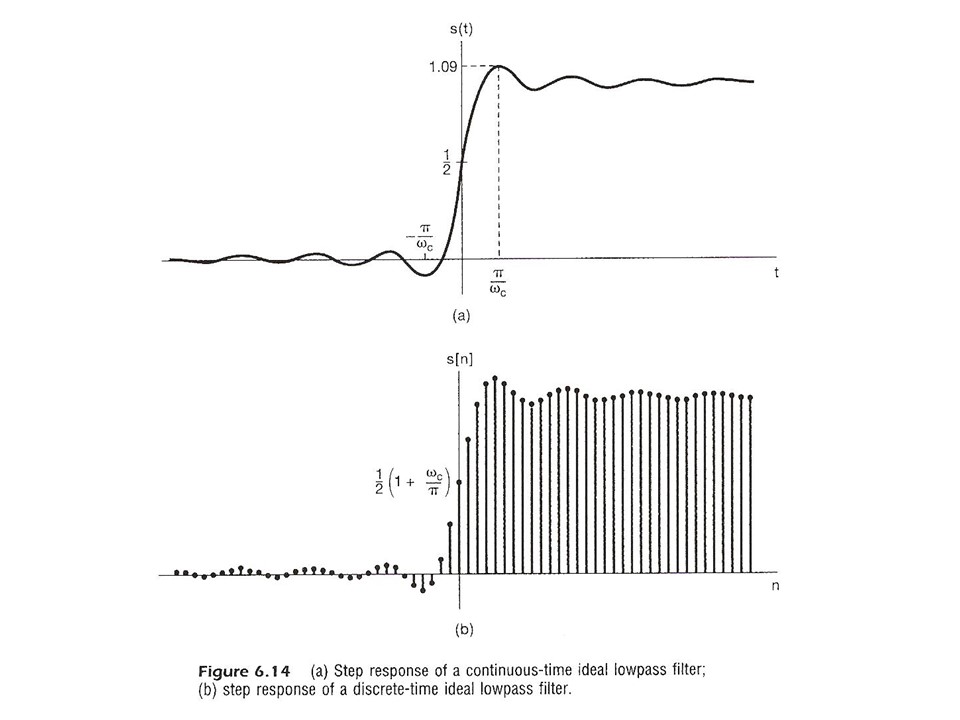 s(t)
1.09
1/2
-π/ωc
π/ωc
t
(a)
s[n]
1/2 (1 + ωc/π)
n
(b)
Figure 6.14 (a) Step response of a continuous-time ideal lowpass filter;
(b) step response of a discrete-time ideal lowpass filter.